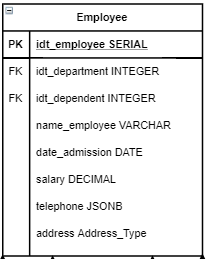 Employee
PK idt_employee SERIAL
FK idt_department INTEGER
FK idt_dependent INTEGER
name_employee VARCHAR
date_admission DATE
salary DECIMAL
telephone JSONB
address Address_Type